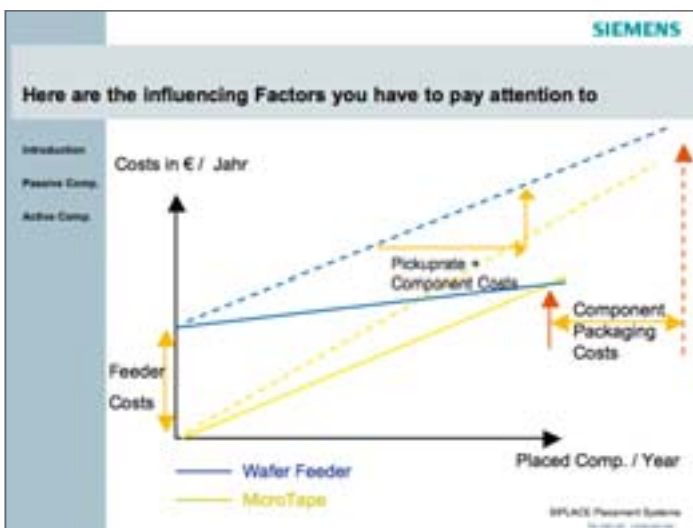 SIEMENS
Here are the influencing Factors you have to pay attention to
Introduction
Passive Comp.
Active Comp.
Costs in € / Jahr
Pickuprate +
Component Costs
Component
Packaging
Costs
Feeder
Costs
Placed Comp. / Year
Wafer Feeder
MicroTape
SIPLACE Placement Systems